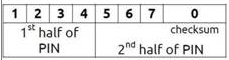 1 2 3 4 5 6 7 0
1st half of PIN
checksum
2nd half of PIN